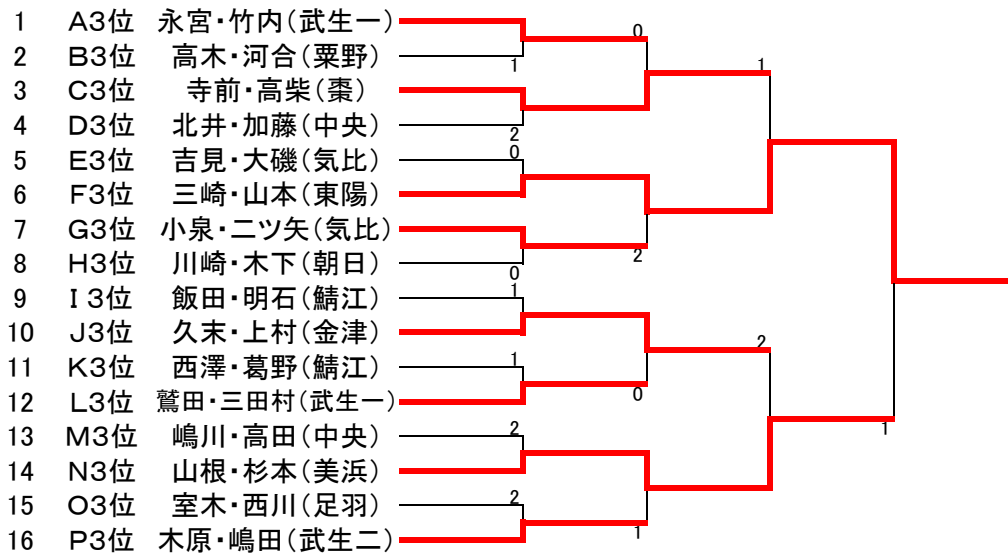 1 A3位 永宮・竹内(武生一)
2 B3位 高木・河合(粟野)
3 C3位 寺前・高柴(棗)
4 D3位 北井・加藤(中央)
5 E3位 吉見・大磯(気比)
6 F3位 三崎・山本(東陽)
7 G3位 小泉・二ツ矢(気比)
8 H3位 川崎・木下(朝日)
9 I3位 飯田・明石(鯖江)
10 J3位 久末・上村(金津)
11 K3位 西澤・葛野(鯖江)
12 L3位 鷲田・三田村(武生一)
13 M3位 嶋川・高田(中央)
14 N3位 山根・杉本(美浜)
15 O3位 室木・西川(足羽)
16 P3位 木原・嶋田(武生二)
1
2
0
0
1
1
2
2
0
2
0
1
1
2
1